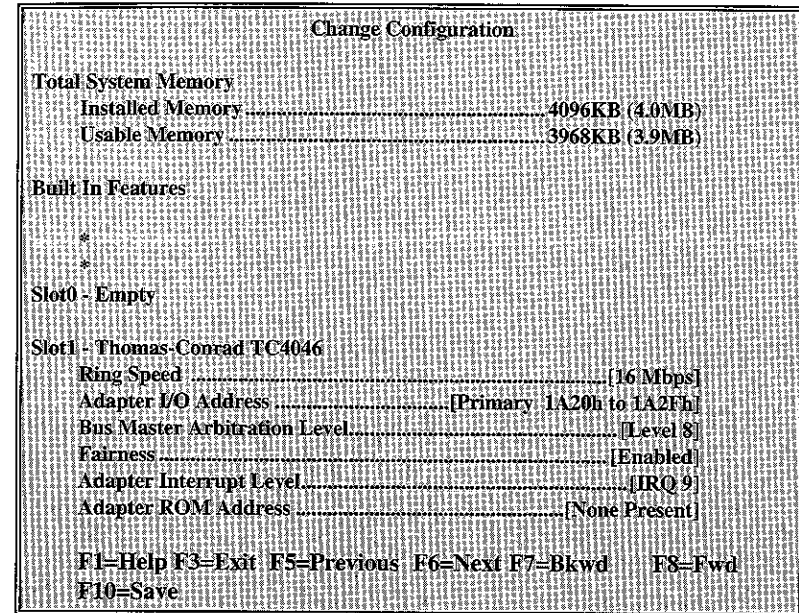 Change Configuration
Total System Memory
Installed Memory........................................................4096KB (4.0MB)
Usable Memory ...........................................................3968KB (3.9MB)
Built In Features
*
*
Slot0 - Empty
Slot1 - Thomas-Conrad TC4046
Ring Speed ..............................................................................[16 Mbps]
Adapter I/O Address .................................[Primary 1A20h to 1A2Fh]
Bus Master Arbitration Level.................................................. [Level 8]
Fairness.....................................................................................[Enabled]
Adapter Interrupt Level.............................................................[IRQ 9]
Adapter ROM Address ..................................................[None Present]
F1=Help F3=Exit F5=Previous F6=Next F7=Bkwd F8=Fwd
F10=Save